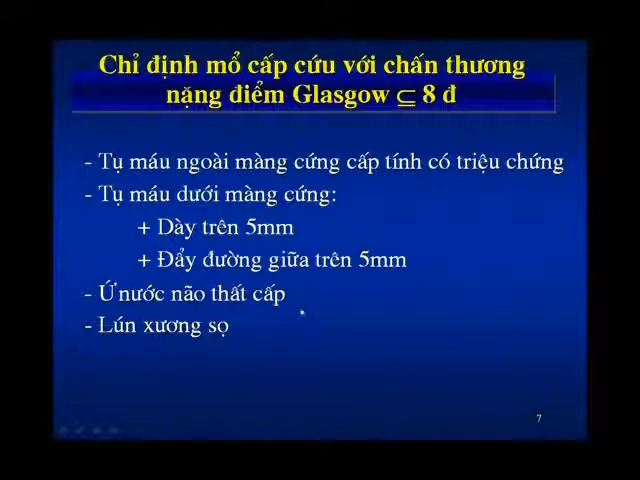 Chỉ định mổ cấp cứu với chấn thương
nặng điểm Glasgow ⊆ 8 đ
- Tụ máu ngoài màng cứng cấp tính có triệu chứng
- Tụ máu dưới màng cứng:
+ Dày trên 5mm
+ Đẩy đường giữa trên 5mm
- Ứ nước não thất cấp
- Lún xương sọ
7